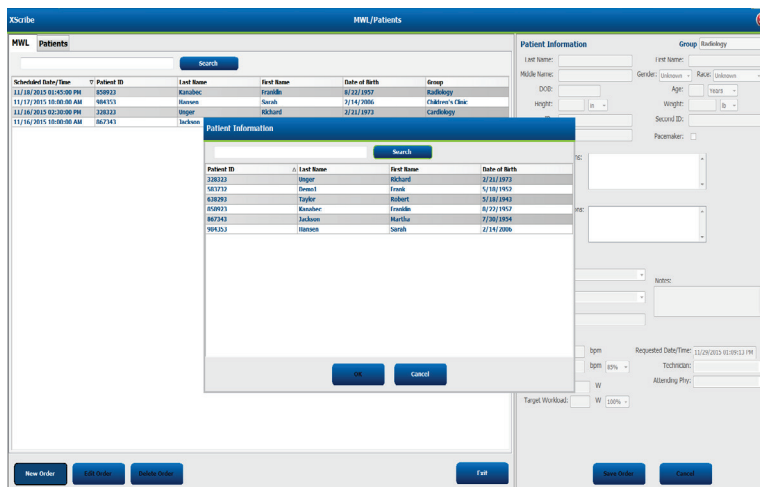 XScribe MWL/Patients
MWL Patients
Search
Scheduled Date/Time Patient ID Last Name First Name Date of Birth Group
11/18/2015 01:45:00 PM 858923 Kanabec Franklin 8/22/1957 Radiology
11/17/2015 10:00:00 AM 984353 Hansen Sarah 2/14/2006 Children's Clinic
11/16/2015 02:30:00 PM 328323 Unger Richard 2/21/1973 Cardiology
11/16/2015 10:00:00 AM 867343 Jackson
Patient Information
Search
Patient ID Last Name First Name Date of Birth
328323 Unger Richard 2/21/1973
583732 Demo1 Frank 5/18/1952
638293 Taylor Robert 5/18/1943
858923 Kanabec Franklin 8/22/1957
867343 Jackson Martha 7/30/1954
984353 Hansen Sarah 2/14/2006
OK Cancel
New Order Edit Order Delete Order Exit
Patient Information Group Radiology
Last Name: First Name:
Middle Name: Gender: Unknown Race: Unknown
DOB: Age: Years
Height: in Weight: lb
ID: Second ID:
Pacemaker:
ns:
ons:
Notes:
bpm Requested Date/Time: 11/29/2015 01:09:13 PM
bpm 85% Technician:
W Attending Phy:
Target Workload: W 100%
Save Order Cancel